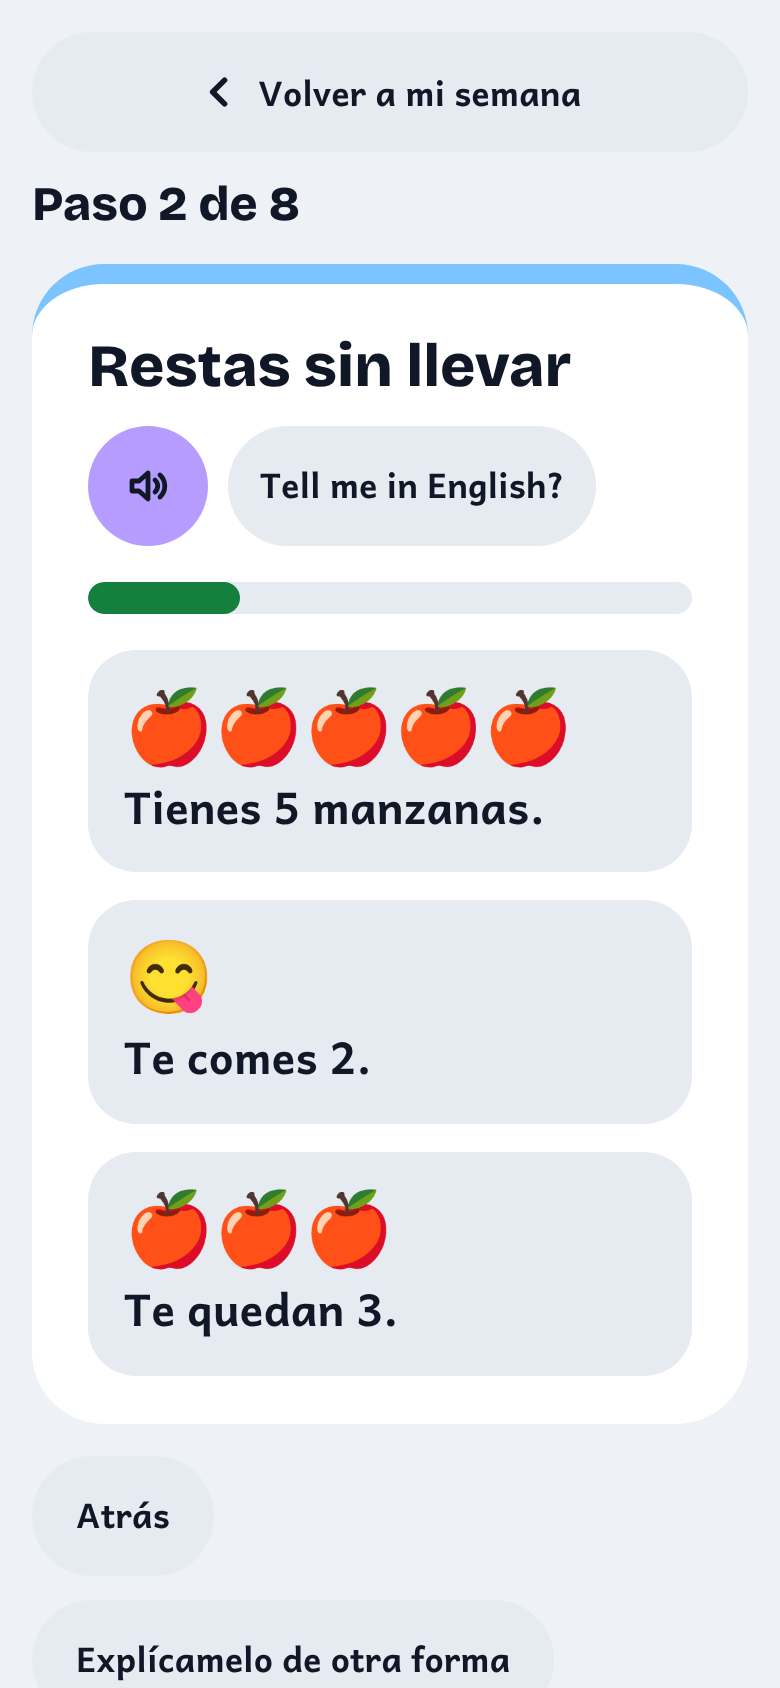 Volver a mi semana
Paso 2 de 8
Restas sin llevar
Tell me in English?
Tienes 5 manzanas.
Te comes 2.
Te quedan 3.
Atrás
Explícamelo de otra forma